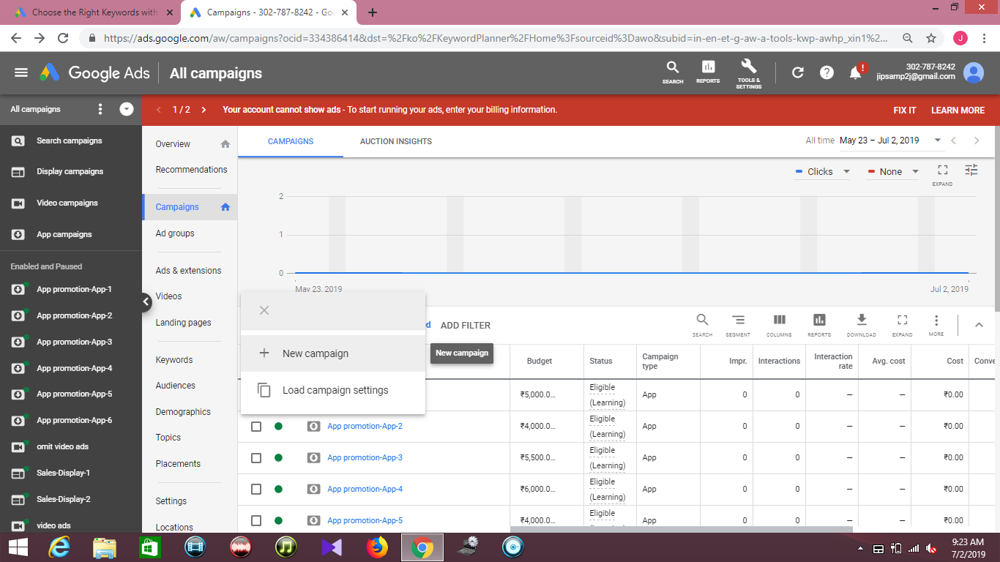 Choose the Right Keywords with
Campaigns - 302-787-8242 - Goo
https://ads.google.com/aw/campaigns?ocid=334386414&dst=%2Fko%2FKeywordPlanner%2FHome%3Fsourceid%3Dawo&subid=in-en-et-g-aw-a-tools-kwp-awhp_xin1%2...
J
Google Ads
All campaigns
SEARCH
REPORTS
TOOLS & SETTINGS
!
302-787-8242
jipsamp2j@gmail.com
All campaigns
1 / 2
Your account cannot show ads - To start running your ads, enter your billing information.
FIX IT
LEARN MORE
Search campaigns
Display campaigns
Video campaigns
App campaigns
Enabled and Paused
App promotion-App-1
App promotion-App-2
App promotion-App-3
App promotion-App-4
App promotion-App-5
App promotion-App-6
omit video ads
Sales-Display-1
Sales-Display-2
video ads
Overview
Recommendations
Campaigns
Ad groups
Ads & extensions
Videos
Landing pages
Keywords
Audiences
Demographics
Topics
Placements
Settings
Locations
CAMPAIGNS
AUCTION INSIGHTS
All time May 23 – Jul 2, 2019
Clicks
None
EXPAND
2
1
0
May 23, 2019
Jul 2, 2019
New campaign
Load campaign settings
ADD FILTER
New campaign
SEARCH
SEGMENT
COLUMNS
REPORTS
DOWNLOAD
EXPAND
MORE
Budget Status Campaign type Impr. Interactions Interaction rate Avg. cost Cost Conve
₹5,000.0... Eligible (Learning) App 0 0 — — ₹0.00
App promotion-App-2 ₹4,000.0... Eligible (Learning) App 0 0 — — ₹0.00
App promotion-App-3 ₹5,500.0... Eligible (Learning) App 0 0 — — ₹0.00
App promotion-App-4 ₹6,000.0... Eligible (Learning) App 0 0 — — ₹0.00
App promotion-App-5 ₹4,000.0... Eligible App 0 0 — — ₹0.00
9:23 AM
7/2/2019